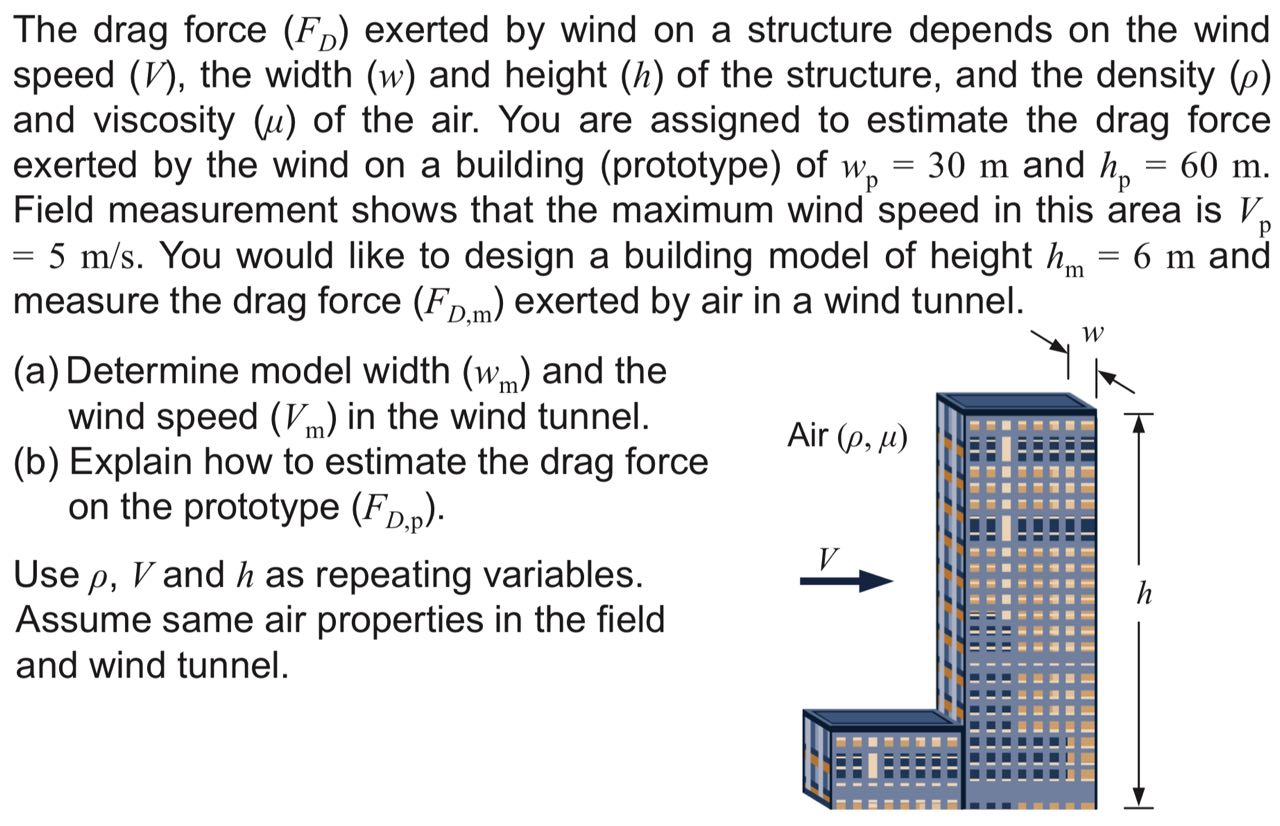 The drag force (F_D) exerted by wind on a structure depends on the wind
speed (V), the width (w) and height (h) of the structure, and the density (ρ)
and viscosity (μ) of the air. You are assigned to estimate the drag force
exerted by the wind on a building (prototype) of w_p = 30 m and h_p = 60 m.
Field measurement shows that the maximum wind speed in this area is V_p
= 5 m/s. You would like to design a building model of height h_m = 6 m and
measure the drag force (F_D,m) exerted by air in a wind tunnel.
(a) Determine model width (w_m) and the
wind speed (V_m) in the wind tunnel.
(b) Explain how to estimate the drag force
on the prototype (F_D,p).
Use ρ, V and h as repeating variables.
Assume same air properties in the field
and wind tunnel.
w
Air (ρ, μ)
V
h